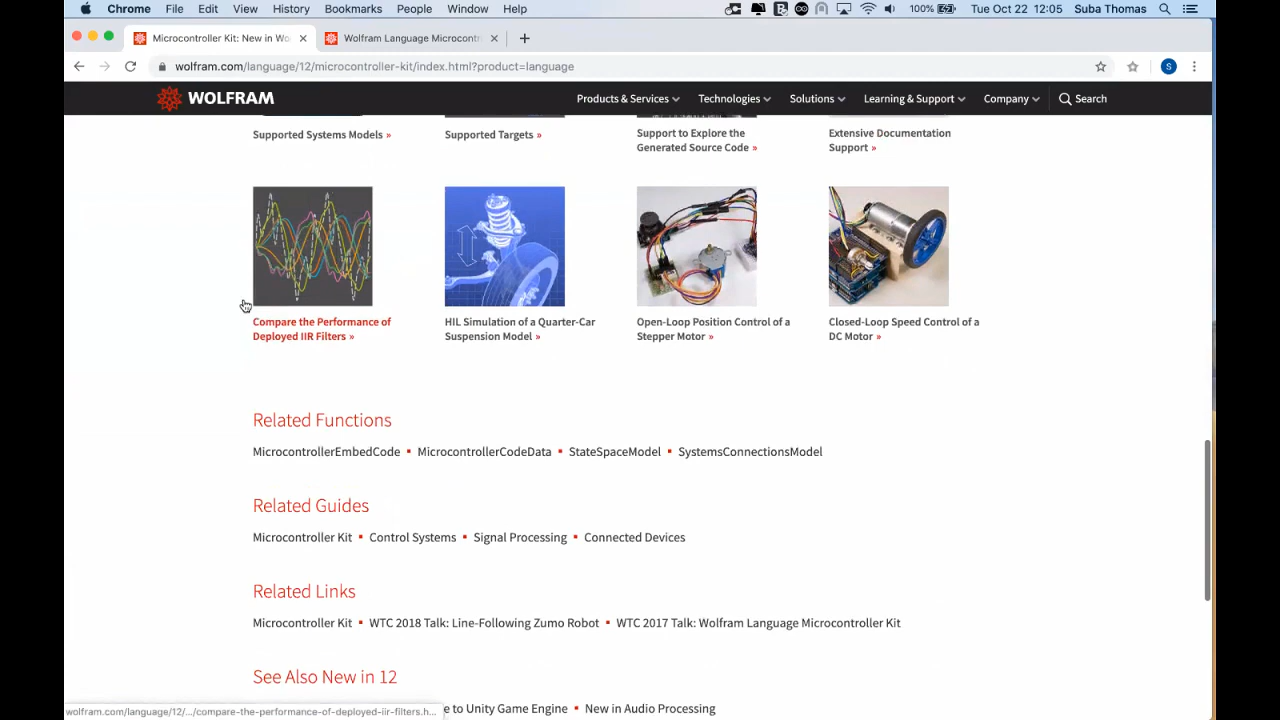 Chrome File Edit View History Bookmarks People Window Help 100% Tue Oct 22 12:05 Suba Thomas
Microcontroller Kit: New in Wo Wolfram Language Microcontr
wolfram.com/language/12/microcontroller-kit/index.html?product=language S
WOLFRAM Products & Services Technologies Solutions Learning & Support Company Search
Supported Systems Models »
Supported Targets »
Support to Explore the
Generated Source Code »
Extensive Documentation
Support »
Compare the Performance of
Deployed IIR Filters »
HIL Simulation of a Quarter-Car
Suspension Model »
Open-Loop Position Control of a
Stepper Motor »
Closed-Loop Speed Control of a
DC Motor »
Related Functions
MicrocontrollerEmbedCode ▪ MicrocontrollerCodeData ▪ StateSpaceModel ▪ SystemsConnectionsModel
Related Guides
Microcontroller Kit ▪ Control Systems ▪ Signal Processing ▪ Connected Devices
Related Links
Microcontroller Kit ▪ WTC 2018 Talk: Line-Following Zumo Robot ▪ WTC 2017 Talk: Wolfram Language Microcontroller Kit
See Also New in 12
e to Unity Game Engine ▪ New in Audio Processing
wolfram.com/language/12/.../compare-the-performance-of-deployed-iir-filters.h...